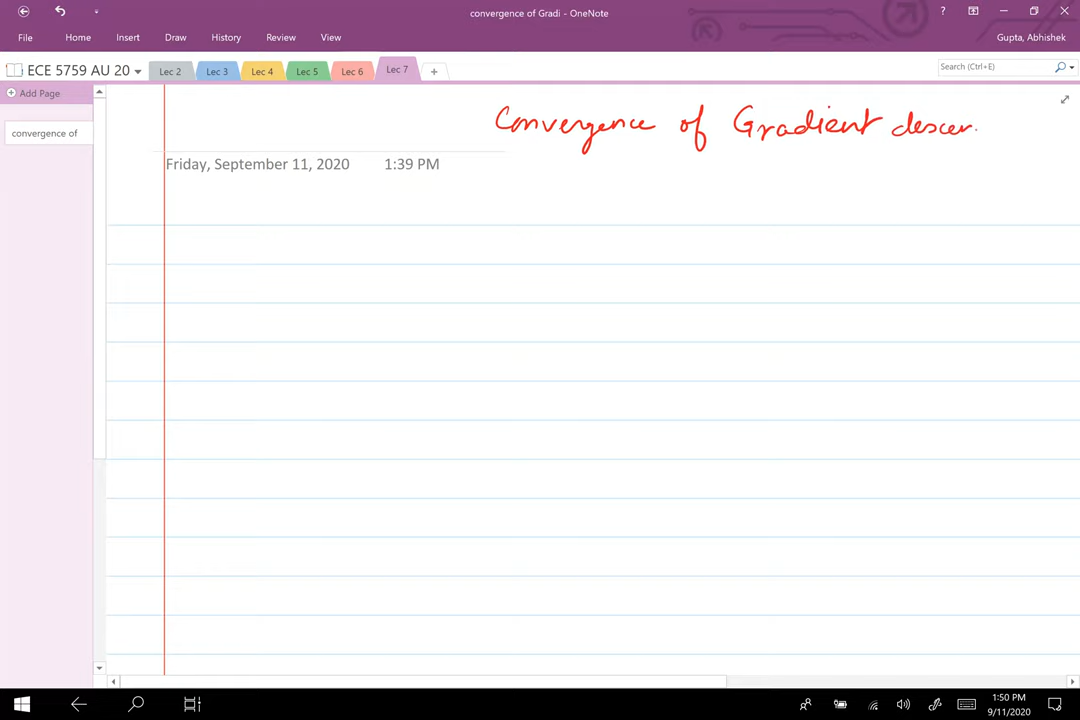 convergence of Gradi - OneNote
File Home Insert Draw History Review View
Gupta, Abhishek
ECE 5759 AU 20
Lec 2 Lec 3 Lec 4 Lec 5 Lec 6 Lec 7
Search (Ctrl+E)
Add Page
convergence of
Convergence of Gradient descen
Friday, September 11, 2020 1:39 PM
1:50 PM
9/11/2020